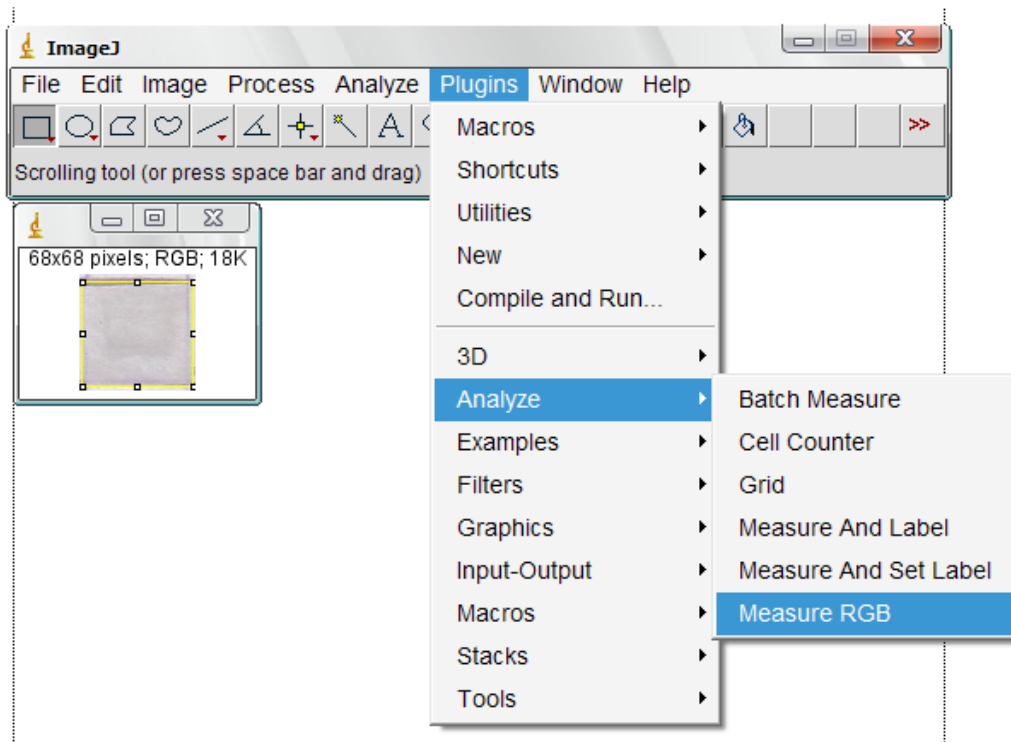 ImageJ
File Edit Image Process Analyze Plugins Window Help
A >>
Scrolling tool (or press space bar and drag)
68x68 pixels; RGB; 18K
Macros
Shortcuts
Utilities
New
Compile and Run...
3D
Analyze
Examples
Filters
Graphics
Input-Output
Macros
Stacks
Tools
Batch Measure
Cell Counter
Grid
Measure And Label
Measure And Set Label
Measure RGB